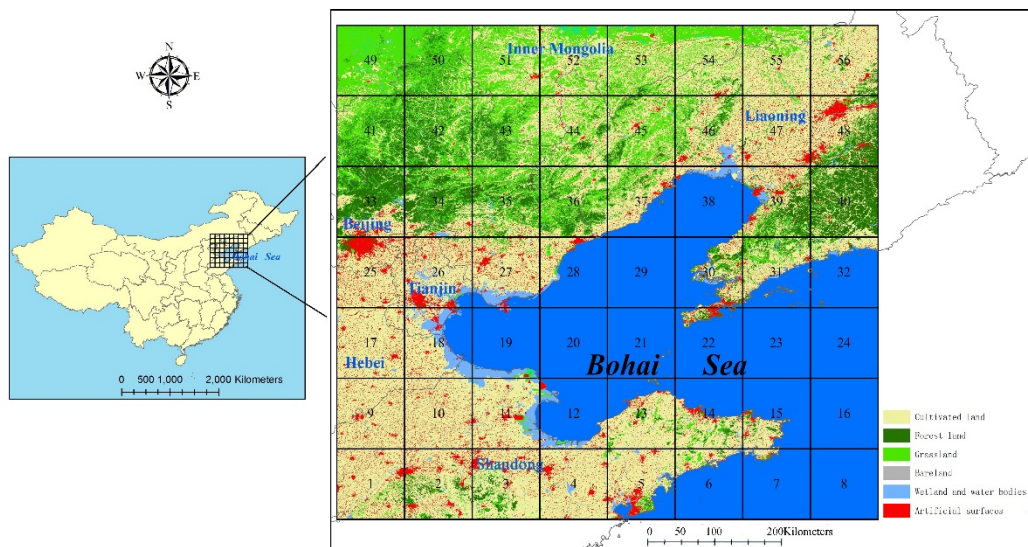 N
W E
S
Bohai Sea
0 500 1,000 2,000 Kilometers
Inner Mongolia
49 50 51 52 53 54 55 56
Liaoning
41 42 43 44 45 46 47 48
33 34 35 36 37 38 39 40
Beijing
25 26 27 28 29 30 31 32
Tianjin
17 18 19 20 21 22 23 24
Hebei
Bohai Sea
9 10 11 12 13 14 15 16
Shandong
1 2 3 4 5 6 7 8
Cultivated land
Forest land
Grassland
Bareland
Wetland and water bodies
Artificial surfaces
0 50 100 200 Kilometers